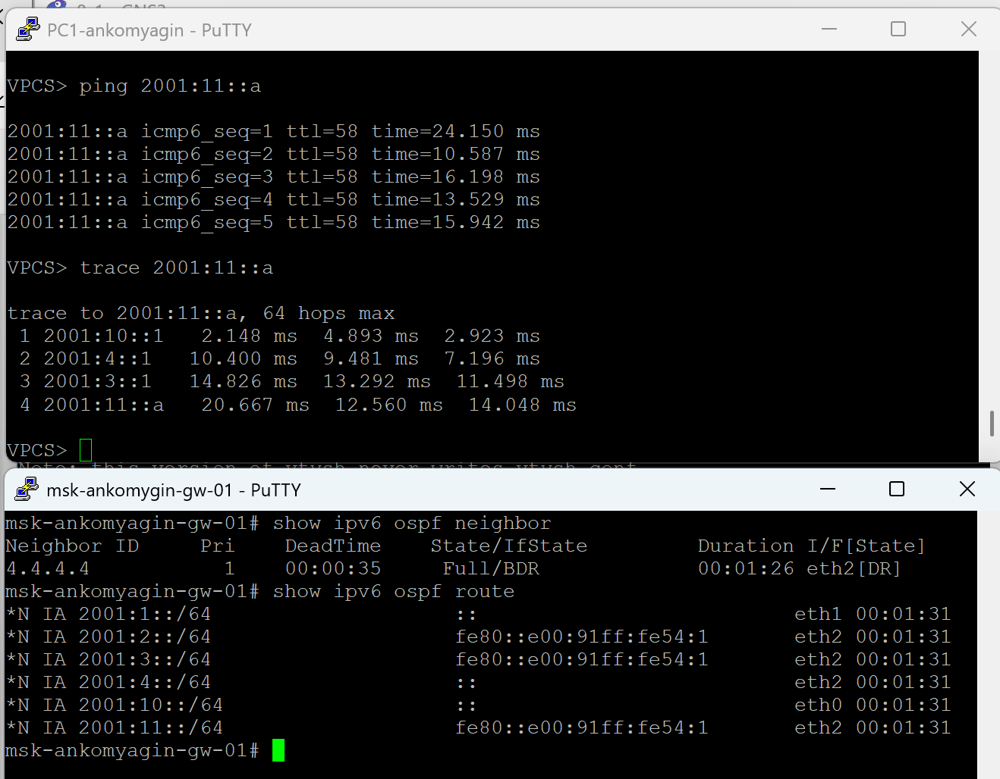 PC1-ankomyagin - PuTTY
VPCS> ping 2001:11::a
2001:11::a icmp6_seq=1 ttl=58 time=24.150 ms
2001:11::a icmp6_seq=2 ttl=58 time=10.587 ms
2001:11::a icmp6_seq=3 ttl=58 time=16.198 ms
2001:11::a icmp6_seq=4 ttl=58 time=13.529 ms
2001:11::a icmp6_seq=5 ttl=58 time=15.942 ms
VPCS> trace 2001:11::a
trace to 2001:11::a, 64 hops max
1 2001:10::1 2.148 ms 4.893 ms 2.923 ms
2 2001:4::1 10.400 ms 9.481 ms 7.196 ms
3 2001:3::1 14.826 ms 13.292 ms 11.498 ms
4 2001:11::a 20.667 ms 12.560 ms 14.048 ms
VPCS>
Note: this version of vtysh never writes vtysh.conf
msk-ankomygin-gw-01 - PuTTY
msk-ankomyagin-gw-01# show ipv6 ospf neighbor
Neighbor ID Pri DeadTime State/IfState Duration I/F[State]
4.4.4.4 1 00:00:35 Full/BDR 00:01:26 eth2[DR]
msk-ankomyagin-gw-01# show ipv6 ospf route
*N IA 2001:1::/64 :: eth1 00:01:31
*N IA 2001:2::/64 fe80::e00:91ff:fe54:1 eth2 00:01:31
*N IA 2001:3::/64 fe80::e00:91ff:fe54:1 eth2 00:01:31
*N IA 2001:4::/64 :: eth2 00:01:31
*N IA 2001:10::/64 :: eth0 00:01:31
*N IA 2001:11::/64 fe80::e00:91ff:fe54:1 eth2 00:01:31
msk-ankomyagin-gw-01#